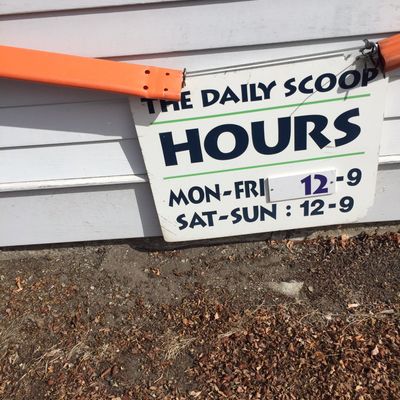 THE DAILY SCOOP
HOURS
MON-FRI 12-9
SAT-SUN : 12-9